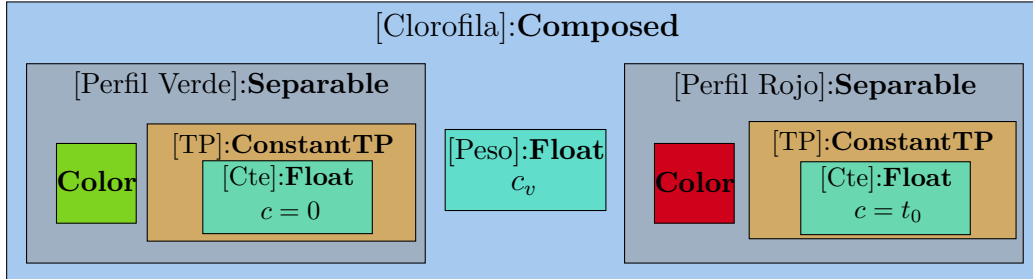 [Clorofila]:Composed
[Perfil Verde]:Separable
Color
[TP]:ConstantTP
[Cte]:Float
c = 0
[Peso]:Float
c_v
[Perfil Rojo]:Separable
Color
[TP]:ConstantTP
[Cte]:Float
c = t_0